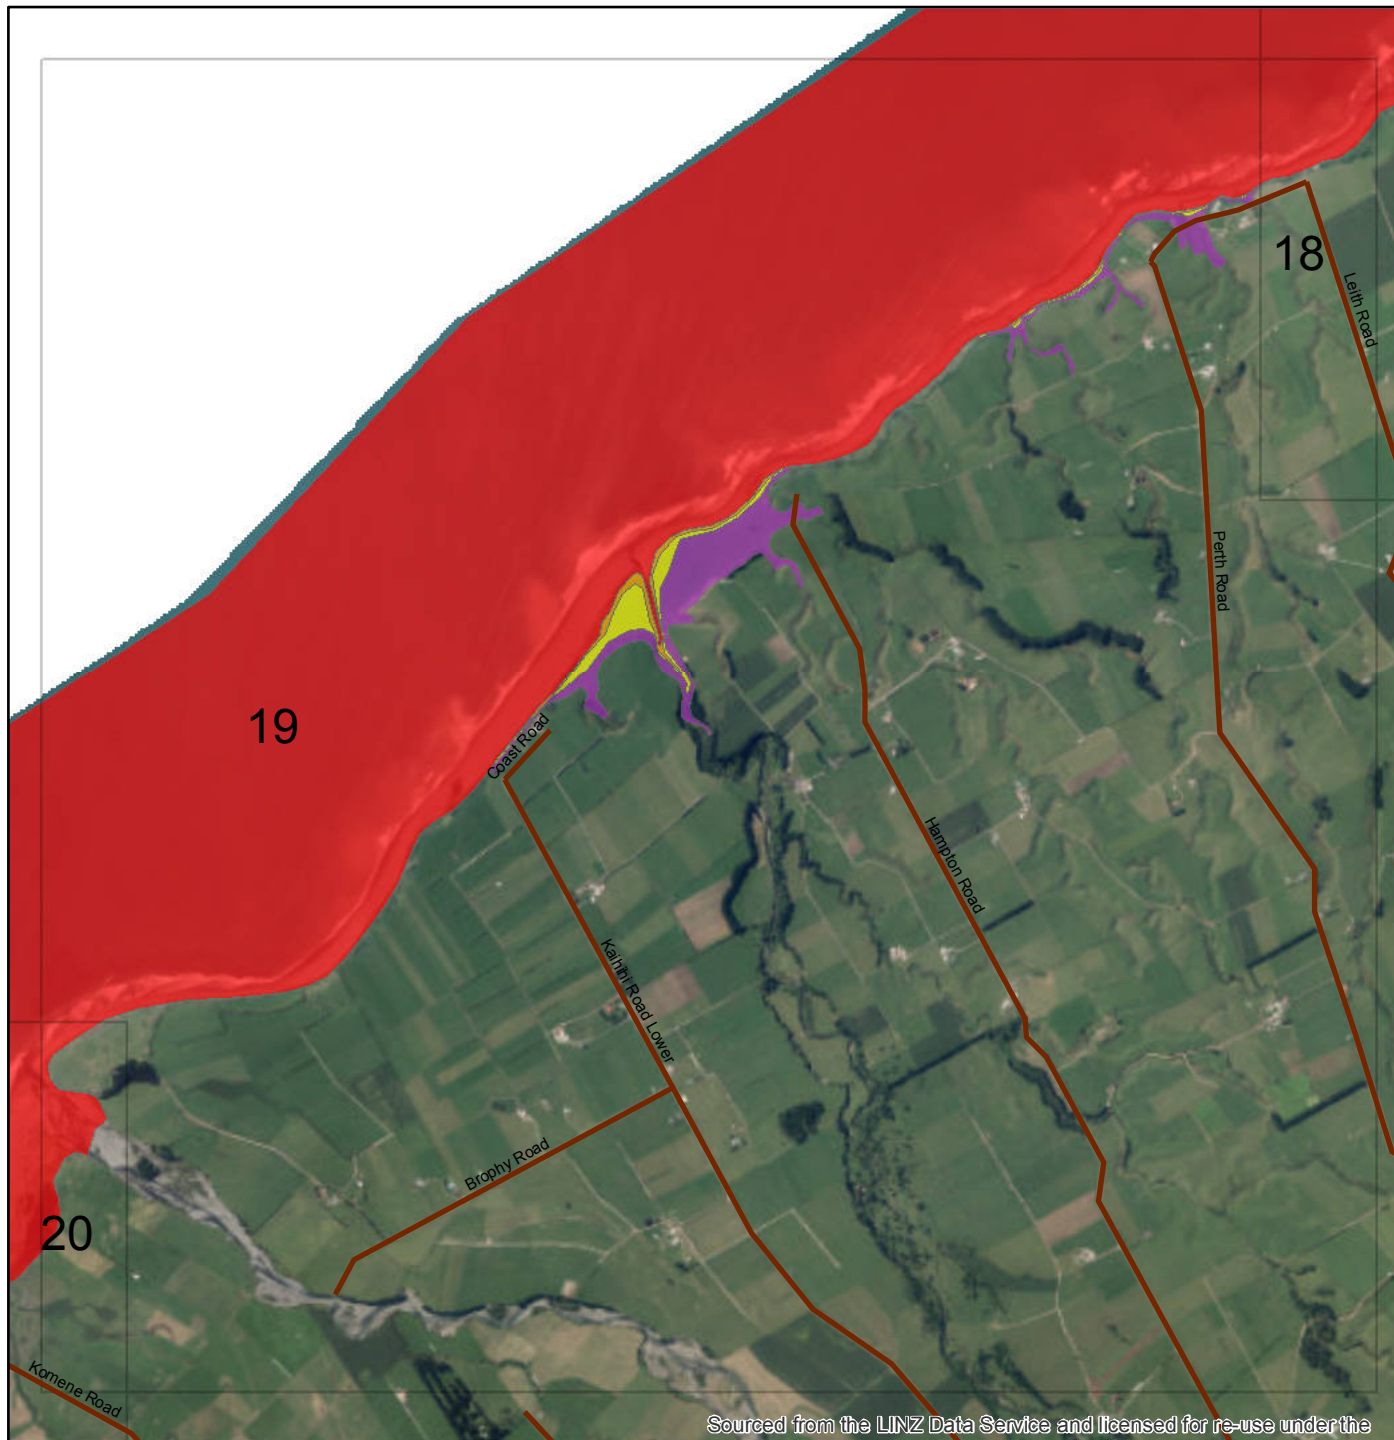 18
Leith Road
Perth Road
19
Coast Road
Hampton Road
Kaihihi Road Lower
Brophy Road
20
Komene Road
Sourced from the LINZ Data Service and licensed for re-use under the